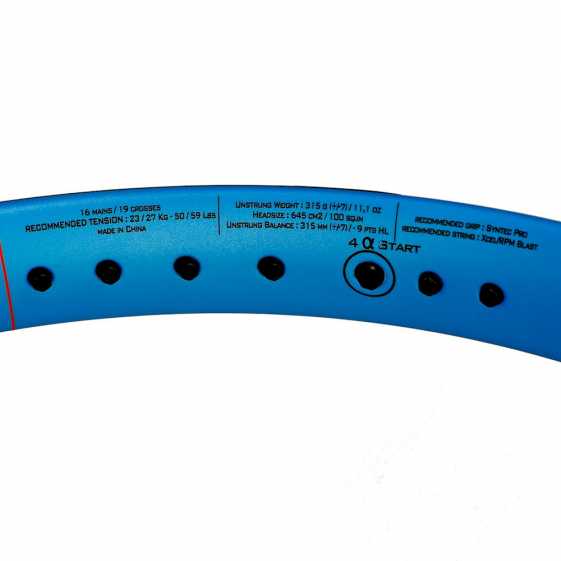 16 MAINS / 19 CROSSES
RECOMMENDED TENSION : 23 / 27 KG - 50 / 59 LBS
MADE IN CHINA
UNSTRUNG WEIGHT : 315 G (+/-7) / 11,1 OZ
HEADSIZE : 645 CM2 / 100 SQ.IN
UNSTRUNG BALANCE : 315 MM (+/-7) / - 9 PTS HL
RECOMMENDED GRIP : SYNTEC PRO
RECOMMENDED STRING : XCEL/RPM BLAST
4 α START